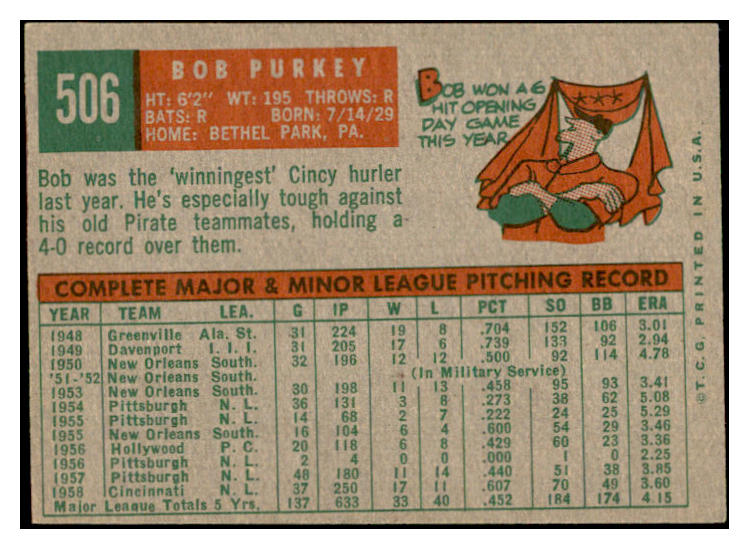 506
BOB PURKEY
HT: 6'2" WT: 195 THROWS: R
BATS: R BORN: 7/14/29
HOME: BETHEL PARK, PA.
BOB WON A 6
HIT OPENING
DAY GAME
THIS YEAR.
Bob was the 'winningest' Cincy hurler
last year. He's especially tough against
his old Pirate teammates, holding a
4-0 record over them.
COMPLETE MAJOR & MINOR LEAGUE PITCHING RECORD
YEAR TEAM LEA. G IP W L PCT SO BB ERA
1948 Greenville Ala. St. 31 224 19 8 .704 152 106 3.01
1949 Davenport I. I. I. 31 205 17 6 .739 133 92 2.94
1950 New Orleans South. 32 196 12 12 .500 92 114 4.78
'51-'52 (In Military Service)
1953 New Orleans South. 30 198 11 13 .458 95 93 3.41
1954 Pittsburgh N. L. 36 131 3 8 .273 38 62 5.08
1955 Pittsburgh N. L. 14 68 2 7 .222 24 25 5.29
1955 New Orleans South. 16 104 6 4 .600 54 29 3.46
1956 Hollywood P. C. 20 118 6 8 .429 60 23 3.36
1956 Pittsburgh N. L. 2 4 0 0 .000 1 0 2.25
1957 Pittsburgh N. L. 48 180 11 14 .440 51 38 3.85
1958 Cincinnati N. L. 37 250 17 11 .607 70 49 3.60
Major League Totals 5 Yrs. 137 633 33 40 .452 184 174 4.15
©T. C. G. PRINTED IN U.S.A.